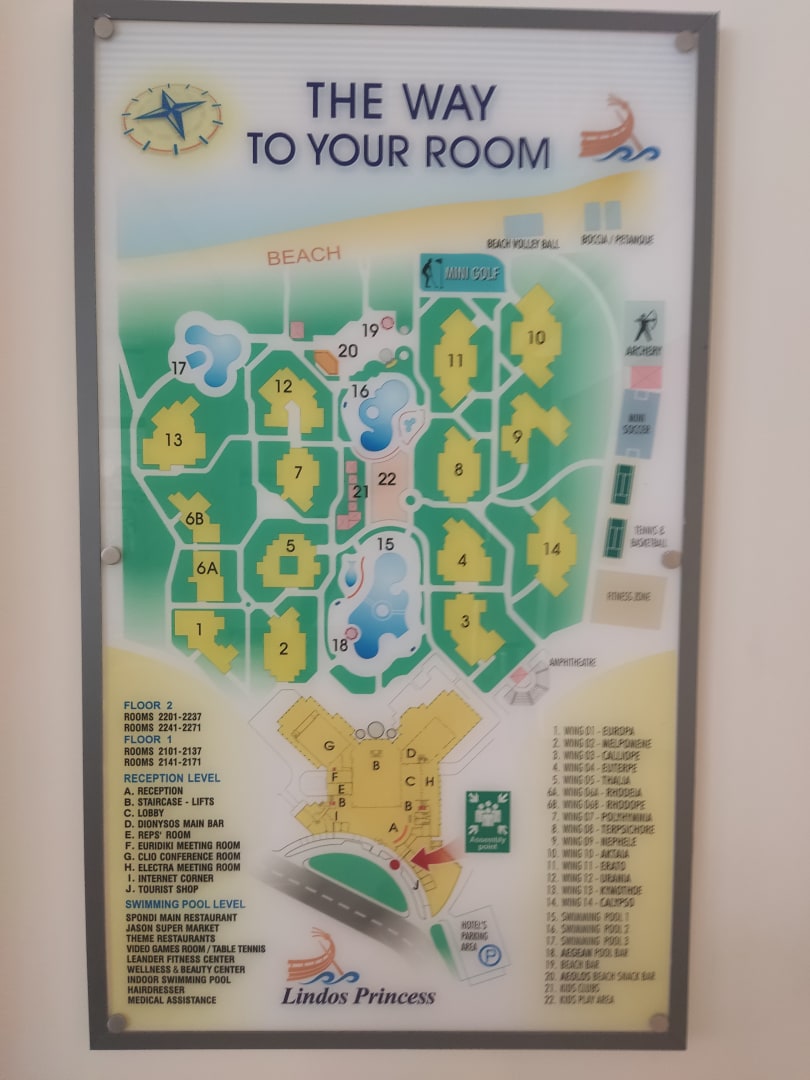 THE WAY
TO YOUR ROOM
BEACH VOLLEY BALL
BOSSIA / PETANQUE
BEACH
MINI GOLF
19
20
10
11
ARCHERY
17
12
16
MINI
SOCCER
13
9
7
8
22
21
6B
TENNIS &
BASKETBALL
5
15
14
6A
4
FITNESS ZONE
1
2
18
3
AMPHITHEATRE
FLOOR 2
ROOMS 2201-2237
ROOMS 2241-2271
FLOOR 1
ROOMS 2101-2137
ROOMS 2141-2171
RECEPTION LEVEL
A. RECEPTION
B. STAIRCASE - LIFTS
C. LOBBY
D. DIONYSOS MAIN BAR
E. REPS' ROOM
F. EURIDIKI MEETING ROOM
G. CLIO CONFERENCE ROOM
H. ELECTRA MEETING ROOM
I. INTERNET CORNER
J. TOURIST SHOP
SWIMMING POOL LEVEL
SPONDI MAIN RESTAURANT
JASON SUPER MARKET
THEME RESTAURANTS
VIDEO GAMES ROOM / TABLE TENNIS
LEANDER FITNESS CENTER
WELLNESS & BEAUTY CENTER
INDOOR SWIMMING POOL
HAIRDRESSER
MEDICAL ASSISTANCE
G
B
D
F
E
C
H
B
B
I
A
J
Assembly
point
HOTEL'S
PARKING
AREA
P
Lindos Princess
1. WING 01 - EUROPA
2. WING 02 - MELPOMENE
3. WING 03 - CALLIOPE
4. WING 04 - EUTERPE
5. WING 05 - THALIA
6A. WING 06A - RHODEIA
6B. WING 06B - RHODOPE
7. WING 07 - POLYHYMNIA
8. WING 08 - TERPSICHORE
9. WING 09 - NEPHELE
10. WING 10 - AKTAIA
11. WING 11 - ERATO
12. WING 12 - URANIA
13. WING 13 - KYMOTHOE
14. WING 14 - CALYPSO
15. SWIMMING POOL 1
16. SWIMMING POOL 2
17. SWIMMING POOL 3
18. AEGEAN POOL BAR
19. BEACH BAR
20. AEOLOS BEACH SNACK BAR
21. KIDS CLUBS
22. KIDS PLAY AREA